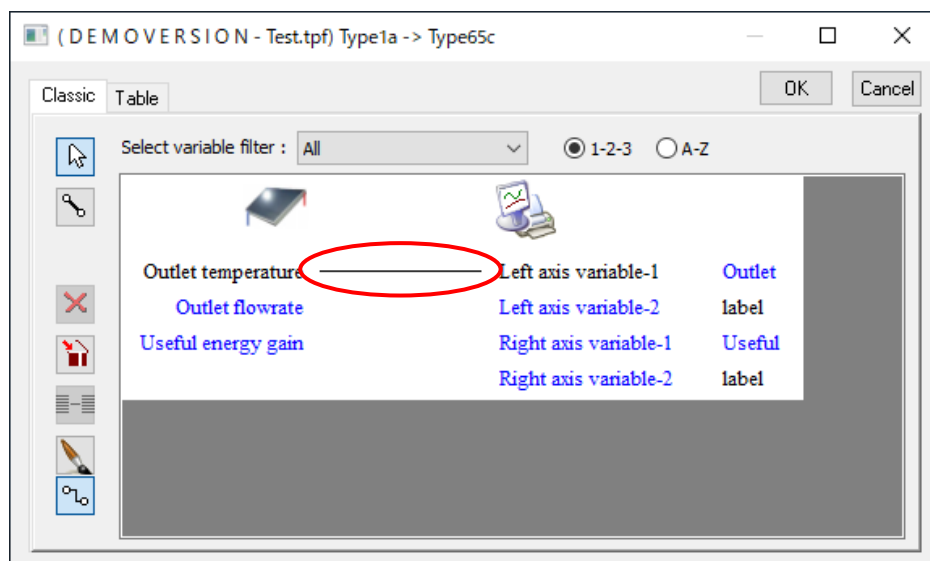 ( D E M O V E R S I O N - Test.tpf) Type1a -> Type65c
OK Cancel
Classic Table
Select variable filter : All 1-2-3 A-Z
Outlet temperature Left axis variable-1 Outlet
Outlet flowrate Left axis variable-2 label
Useful energy gain Right axis variable-1 Useful
Right axis variable-2 label